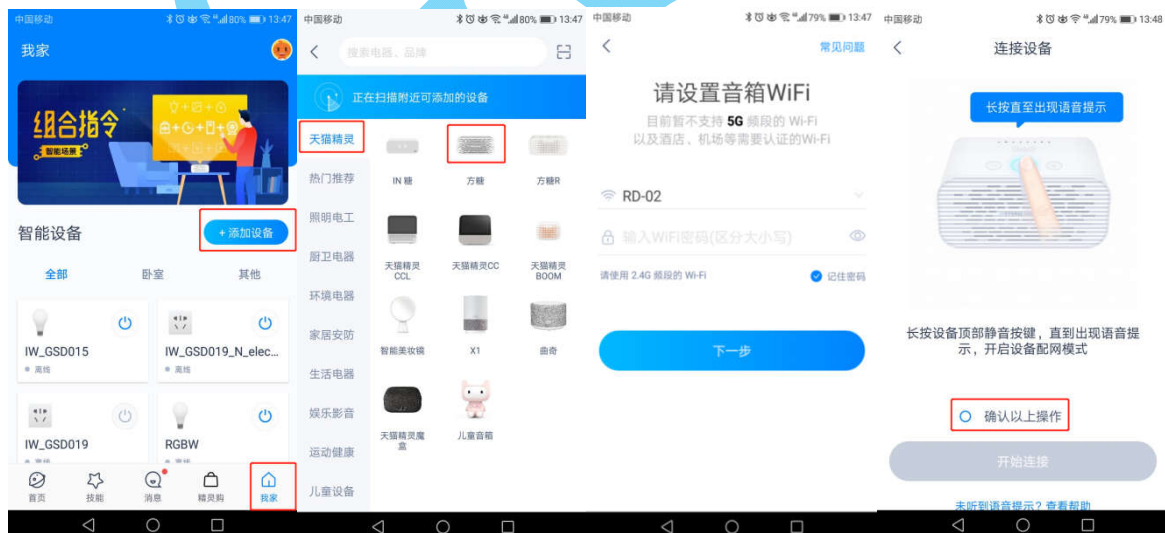 中国移动
80%
13:47
我家
组合指令
智能场景
智能设备
+ 添加设备
全部
卧室
其他
IW_GSD015
离线
IW_GSD019_N_elec...
离线
IW_GSD019
RGBW
首页
技能
消息
精灵购
我家
中国移动
80%
13:47
搜索电器、品牌
正在扫描附近可添加的设备
天猫精灵
热门推荐
照明电工
厨卫电器
环境电器
家居安防
生活电器
娱乐影音
运动健康
儿童设备
IN 糖
方糖
方糖R
天猫精灵
CCL
天猫精灵CC
天猫精灵
BOOM
智能美妆镜
X1
曲奇
天猫精灵魔
盒
儿童音箱
中国移动
79%
13:47
常见问题
请设置音箱WiFi
目前暂不支持 5G 频段的 WiFi
以及酒店、机场等需要认证的Wi-Fi
RD-02
输入WiFi密码(区分大小写)
请使用 2.4G 频段的 Wi-Fi
记住密码
下一步
中国移动
79%
13:48
连接设备
长按直至出现语音提示
长按设备顶部静音按键，直到出现语音提
示，开启设备配网模式
确认以上操作
开始连接
未听到语音提示？查看帮助